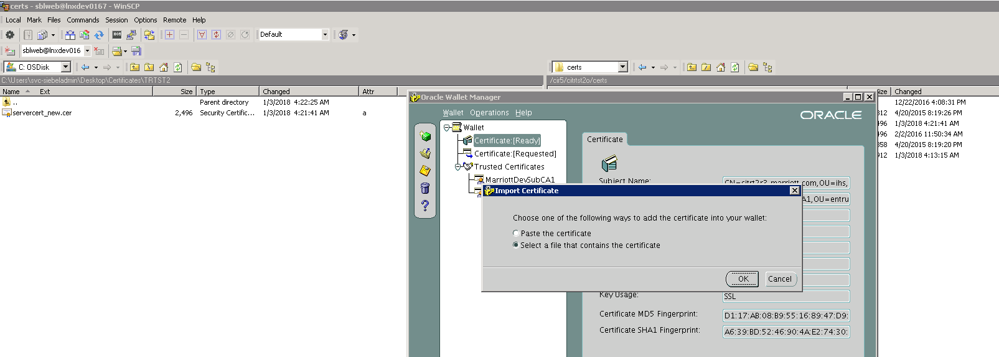 certs - sblweb@lnxdev0167 - WinSCP
Local Mark Files Commands Session Options Remote Help
Default
sblweb@lnxdev016
C: OSDisk
certs
C:\Users\svc-siebeladmin\Desktop\Certificates\TRTST2
/cir5/citrtst2o/certs
Name Ext Size Type Changed Attr
Size Changed
.. Parent directory 1/3/2018 4:22:25 AM
12/22/2016 4:08:31 PM
servercert_new.cer 2,496 Security Certific... 1/3/2018 4:21:41 AM a
312 4/20/2015 8:19:26 PM
496 1/3/2018 4:21:41 AM
496 2/2/2016 11:50:34 AM
358 4/20/2015 8:19:20 PM
912 1/3/2018 4:13:15 AM
Oracle Wallet Manager
Wallet Operations Help
ORACLE
Wallet
Certificate:[Ready]
Certificate:[Requested]
Trusted Certificates
MarriottDevSubCA1
Certificate
Subject Name:
CN=citrt2r3.marriott.com,OU=ihs,
A1,OU=entru
Import Certificate
Choose one of the following ways to add the certificate into your wallet:
Paste the certificate
Select a file that contains the certificate
OK Cancel
Key Usage: SSL
Certificate MD5 Fingerprint: D1:17:AB:08:B9:55:16:89:47:D9:
Certificate SHA1 Fingerprint: A6:39:BD:52:46:90:4A:E2:74:30: